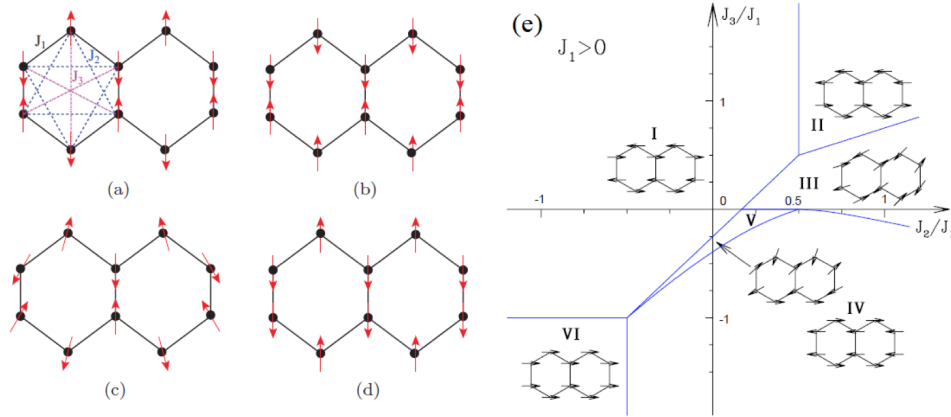 J₁
J₂
J₃
(a)
(b)
(c)
(d)
(e)
J₁>0
J₃/J₁
1
I
II
III
-1
0
0.5
1
V
J₂/J₁
-1
IV
VI